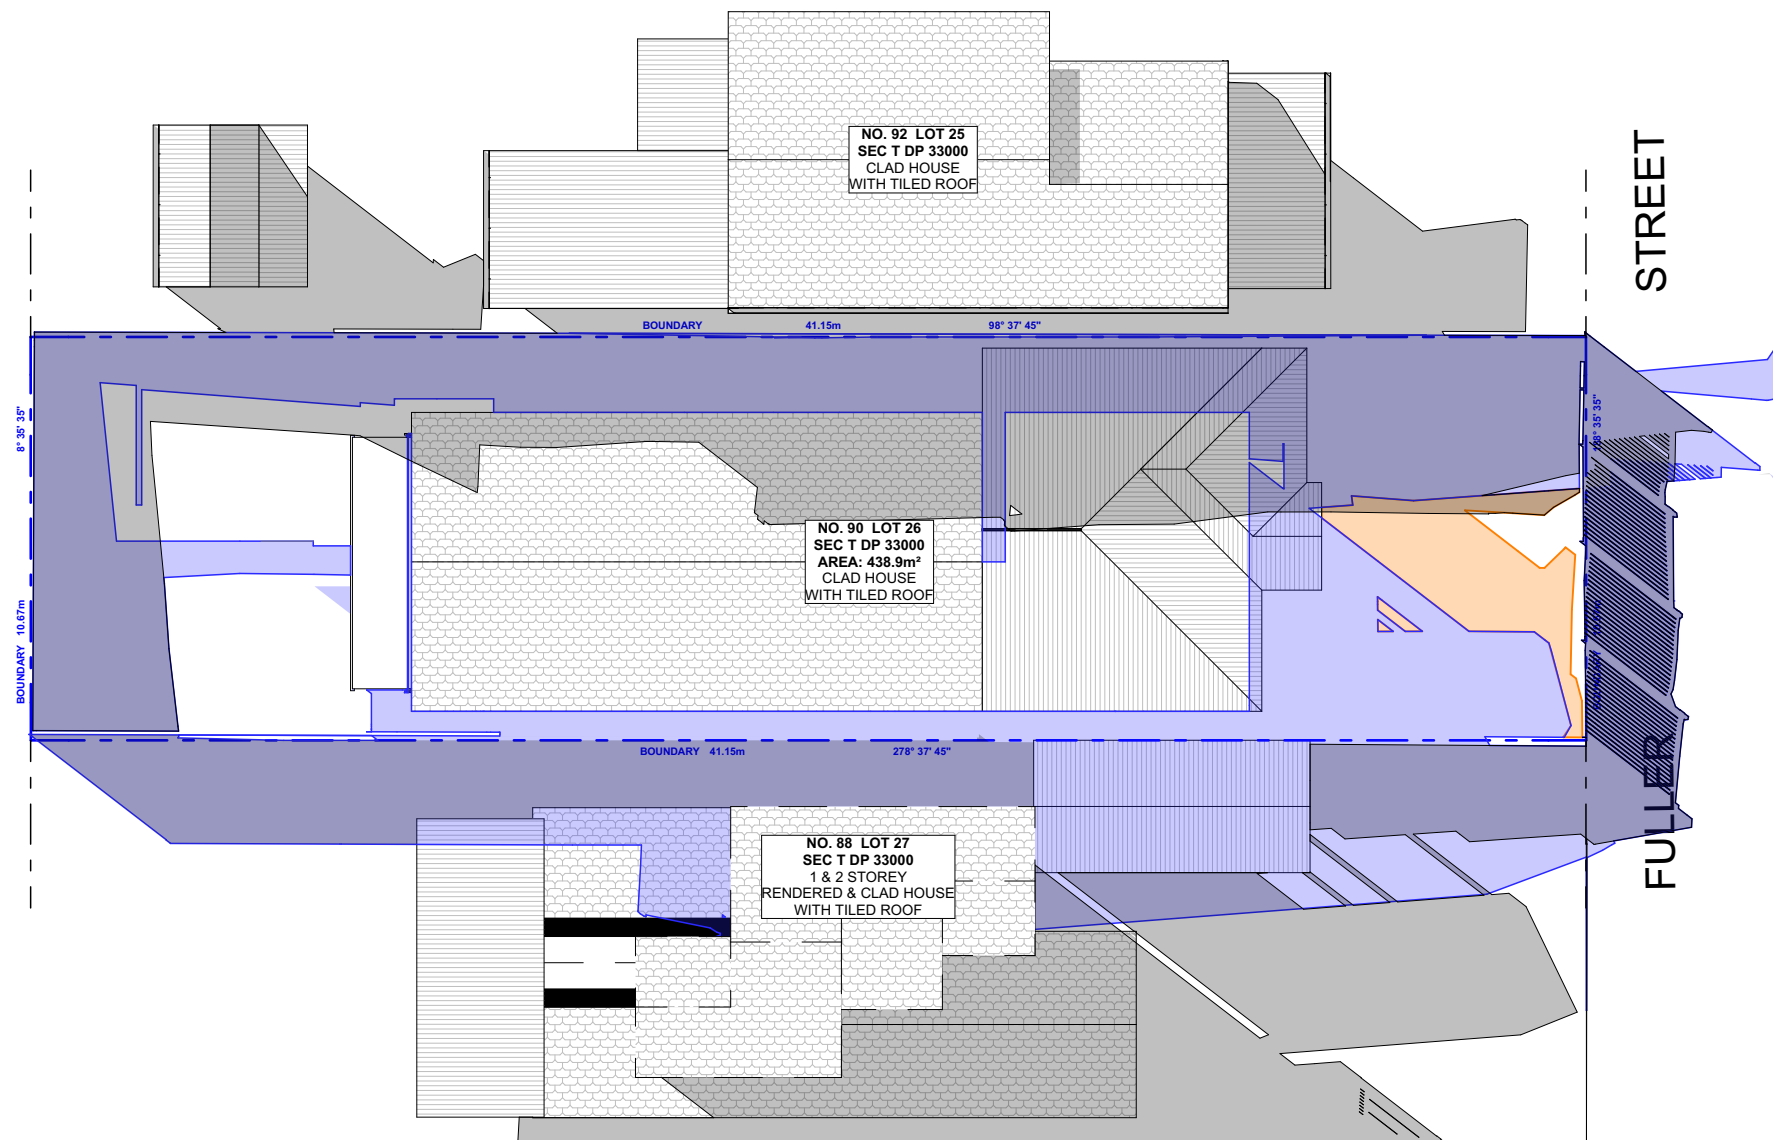 NO. 92 LOT 25
SEC T DP 33000
CLAD HOUSE
WITH TILED ROOF
STREET
BOUNDARY 41.15m 98° 37' 45"
8° 35' 35"
BOUNDARY 10.67m
NO. 90 LOT 26
SEC T DP 33000
AREA: 438.9m²
CLAD HOUSE
WITH TILED ROOF
BOUNDARY 41.15m 278° 37' 45"
NO. 88 LOT 27
SEC T DP 33000
1 & 2 STOREY
RENDERED & CLAD HOUSE
WITH TILED ROOF
FULLER